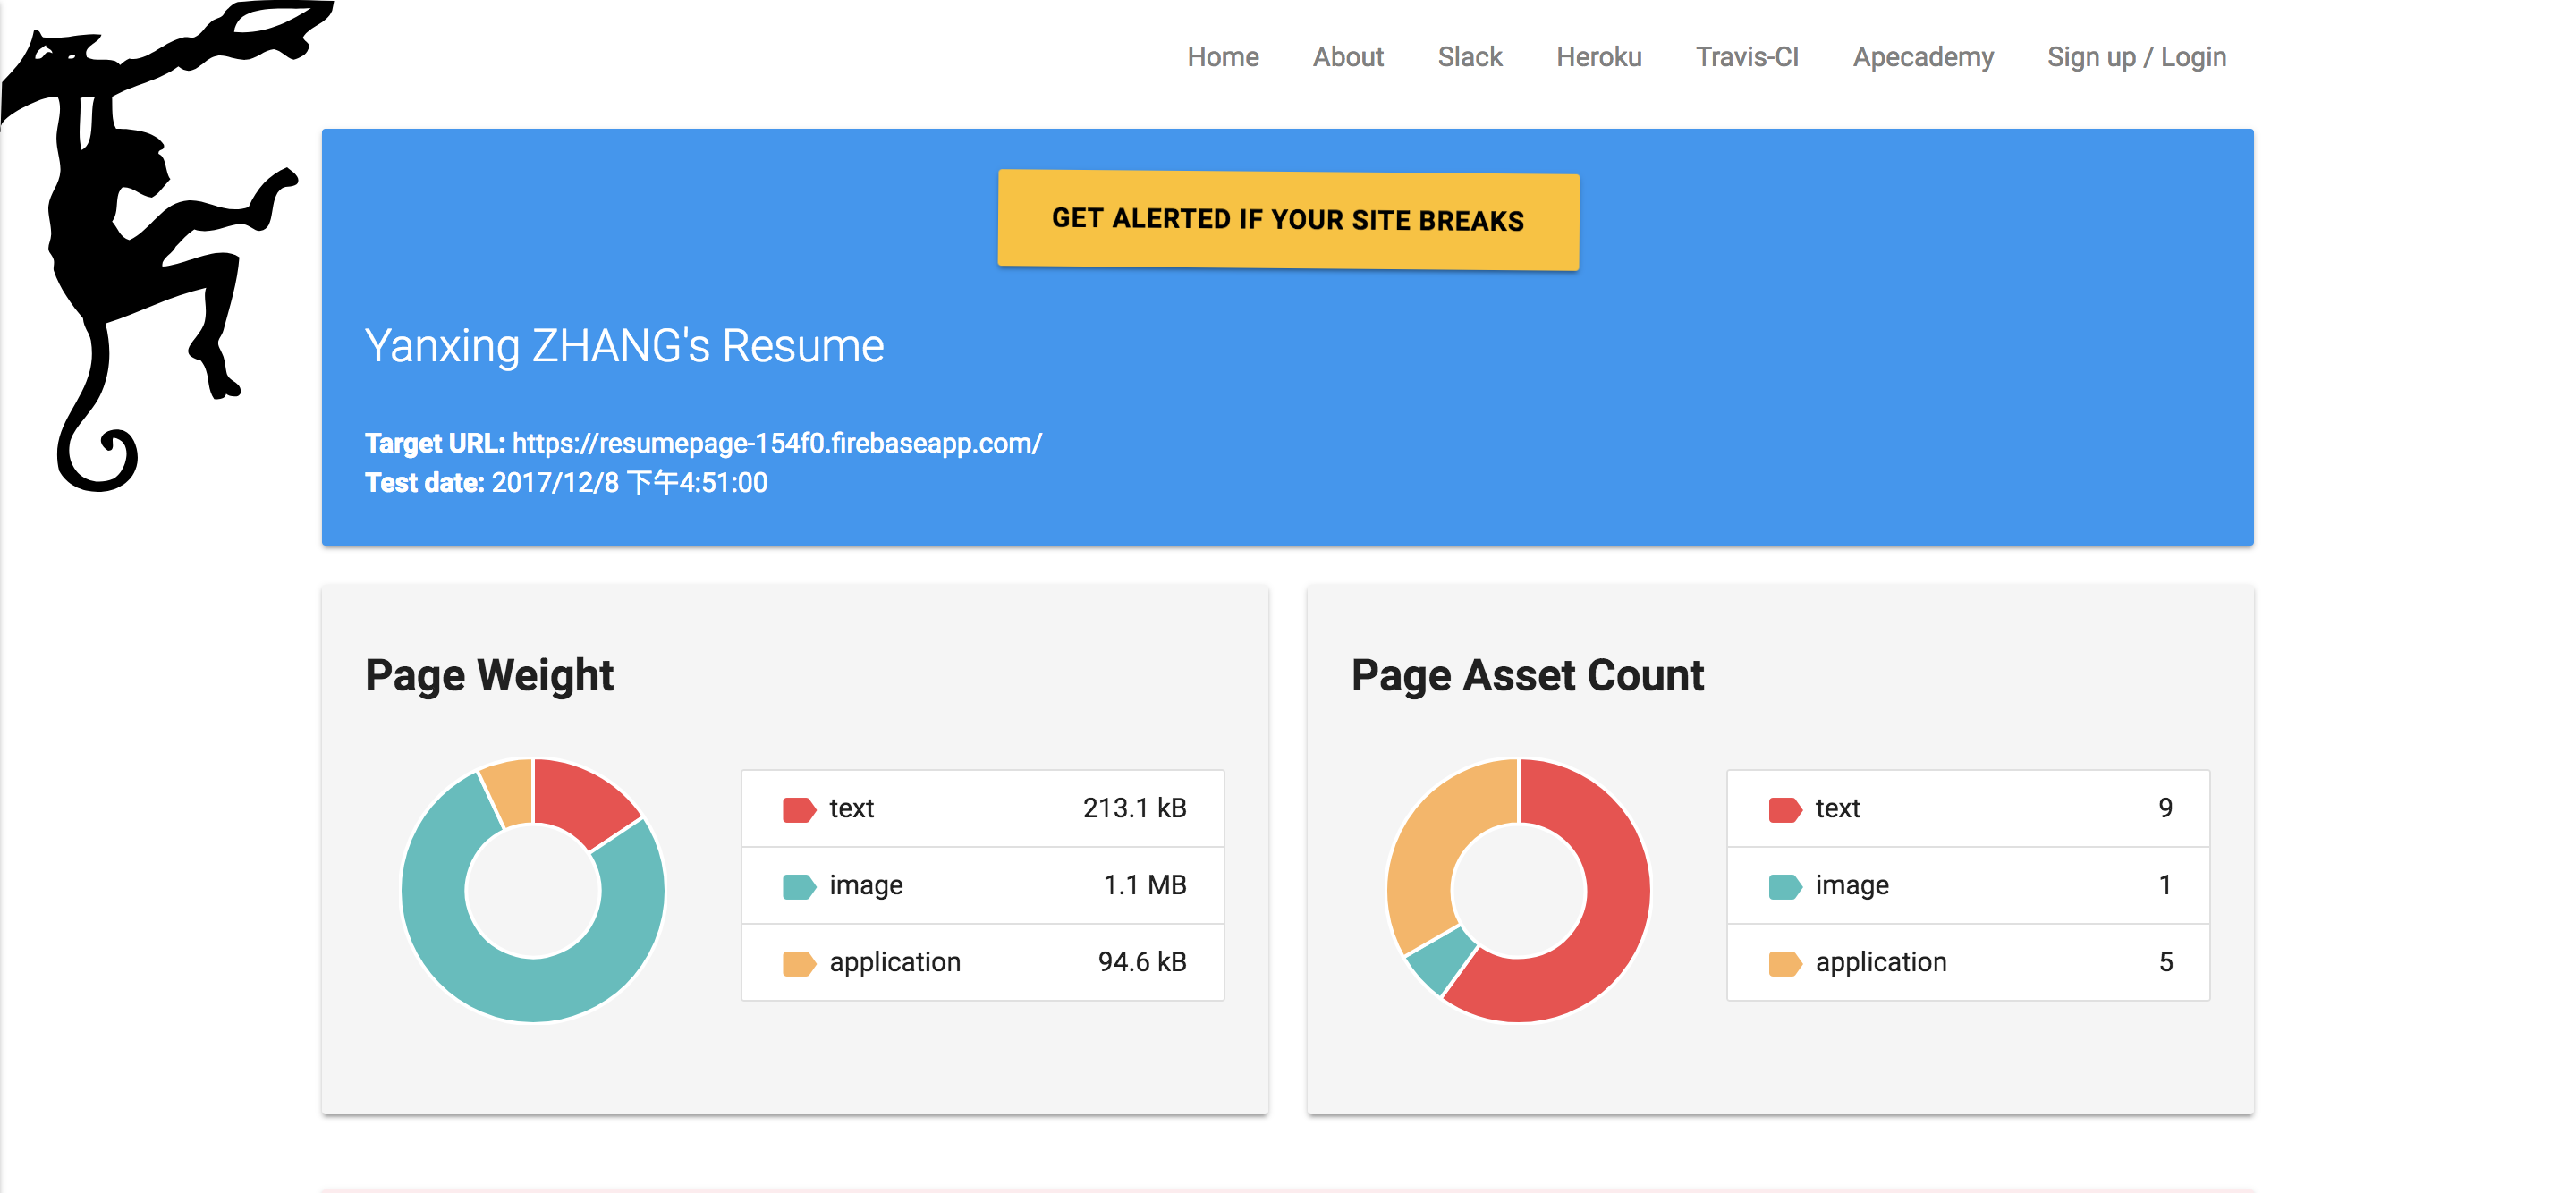 Home About Slack Heroku Travis-CI Apecademy Sign up / Login
GET ALERTED IF YOUR SITE BREAKS
Yanxing ZHANG's Resume
Target URL: https://resumepage-154f0.firebaseapp.com/
Test date: 2017/12/8 下午4:51:00
Page Weight
text 213.1 kB
image 1.1 MB
application 94.6 kB
Page Asset Count
text 9
image 1
application 5